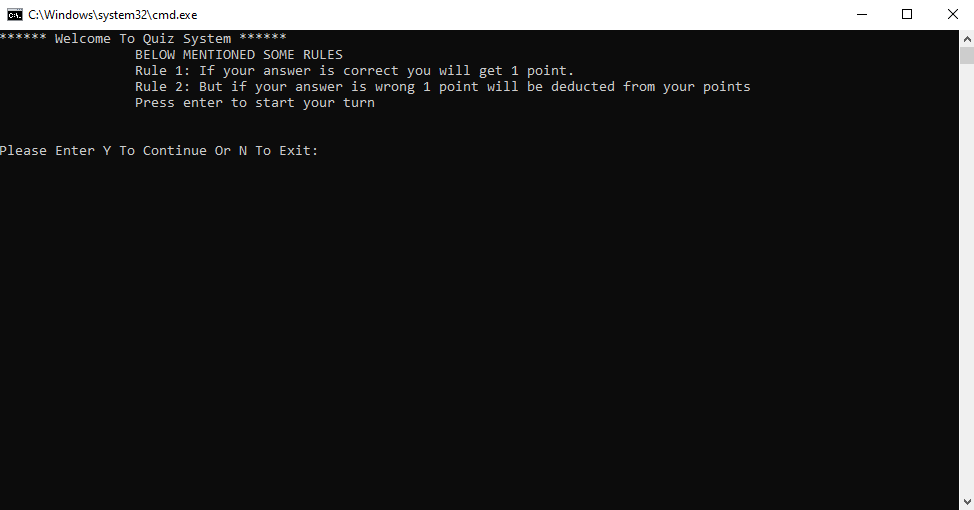 C:\Windows\system32\cmd.exe
****** Welcome To Quiz System ******
BELOW MENTIONED SOME RULES
Rule 1: If your answer is correct you will get 1 point.
Rule 2: But if your answer is wrong 1 point will be deducted from your points
Press enter to start your turn
Please Enter Y To Continue Or N To Exit: